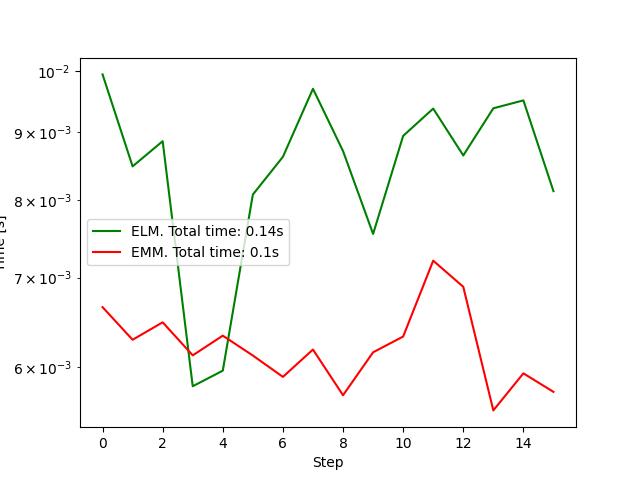 10⁻²
9 × 10⁻³
8 × 10⁻³
7 × 10⁻³
6 × 10⁻³
ELM. Total time: 0.14s
EMM. Total time: 0.1s
0 2 4 6 8 10 12 14
Step